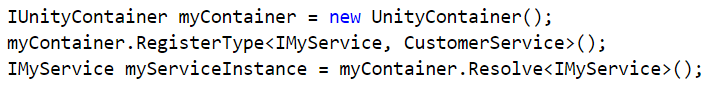 IUnityContainer myContainer = new UnityContainer();
myContainer.RegisterType<IMyService, CustomerService>();
IMyService myServiceInstance = myContainer.Resolve<IMyService>();